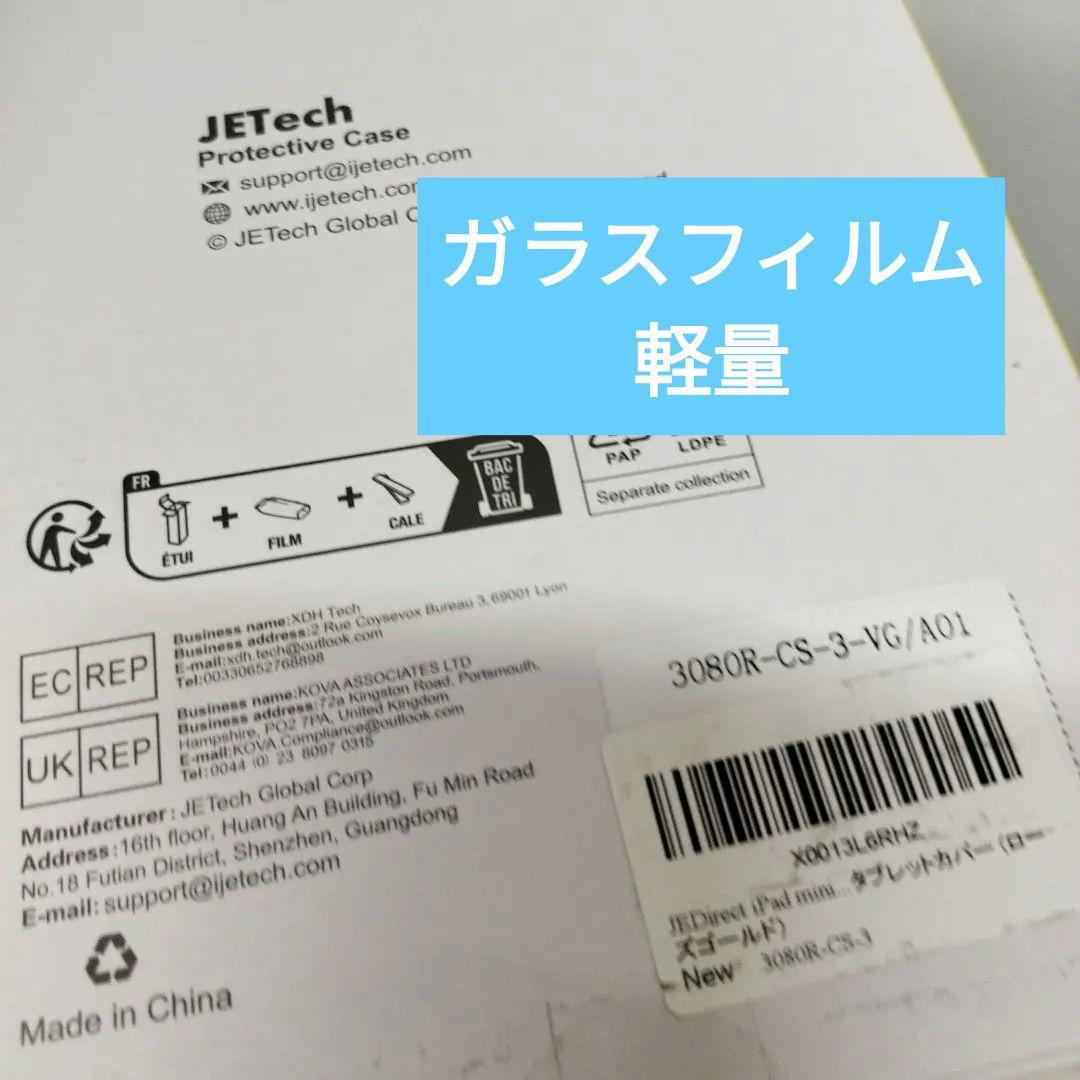 JETech
Protective Case
support@ijetech.com
www.ijetech.com
© JETech Global
ガラスフィルム
軽量
FR
ÉTUI
+
FILM
+
CALE
BAC
DE
TRI
PAP
LDPE
Separate collection
EC REP
Business name:XDH Tech
Business address:2 Rue Coysevox Bureau 3,69001 Lyon
E-mail:xdh.tech@outlook.com
Tel:00330652768898
UK REP
Business name:KOVA ASSOCIATES LTD
Business address:72a Kingston Road, Portsmouth,
Hampshire, PO2 7PA, United Kingdom
E-mail:KOVA.Compliance@outlook.com
Tel:0044 (0) 23 8097 0315
Manufacturer: JETech Global Corp
Address:16th floor, Huang An Building, Fu Min Road
No.18 Futian District, Shenzhen, Guangdong
E-mail: support@ijetech.com
Made in China
3080R-CS-3-VG/A01
X0013L6RHZ
JEDirect iPad mini...タブレットカバー (ロー
ズゴールド)
New 3080R-CS-3